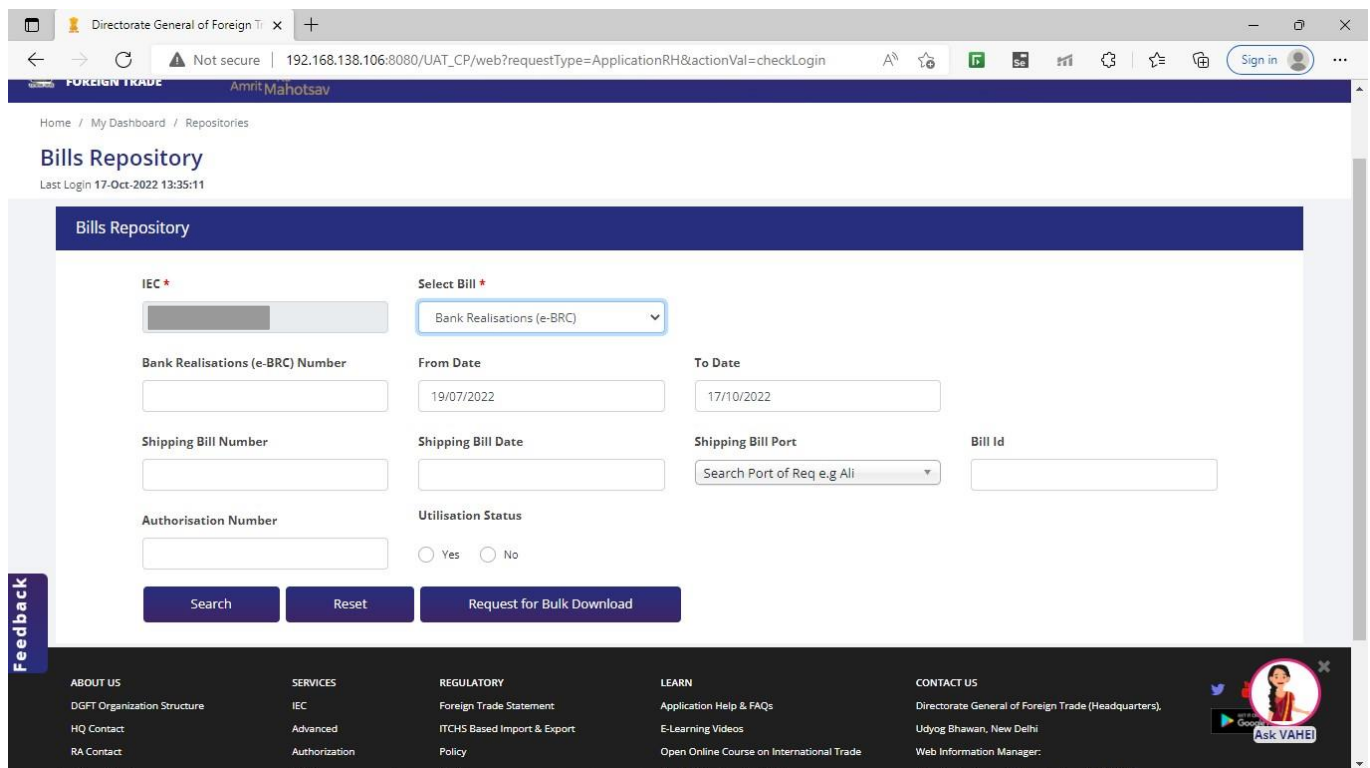 Directorate General of Foreign Tr
Not secure | 192.168.138.106:8080/UAT_CP/web?requestType=ApplicationRH&actionVal=checkLogin
Sign in
FOREIGN TRADE
Amrit Mahotsav
Home / My Dashboard / Repositories
Bills Repository
Last Login 17-Oct-2022 13:35:11
Bills Repository
IEC * Select Bill *
Bank Realisations (e-BRC)
Bank Realisations (e-BRC) Number From Date To Date
19/07/2022 17/10/2022
Shipping Bill Number Shipping Bill Date Shipping Bill Port Bill Id
Search Port of Req e.g Ali
Authorisation Number Utilisation Status
Yes No
Search Reset Request for Bulk Download
Feedback
ABOUT US SERVICES REGULATORY LEARN CONTACT US
DGFT Organization Structure IEC Foreign Trade Statement Application Help & FAQs Directorate General of Foreign Trade (Headquarters),
HQ Contact Advanced ITCHS Based Import & Export E-Learning Videos Udyog Bhawan, New Delhi
RA Contact Authorization Policy Open Online Course on International Trade Web Information Manager:
Ask VAHEI